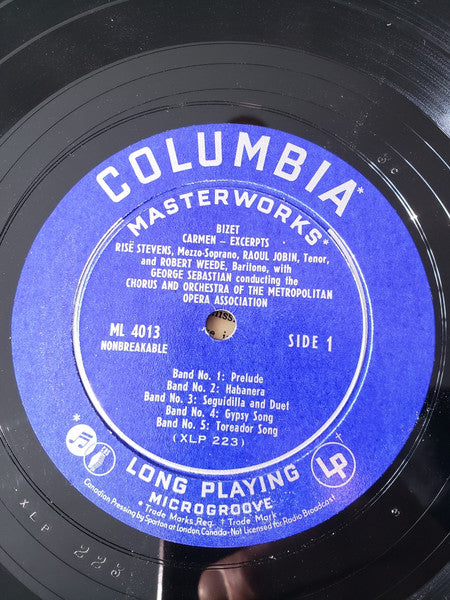 COLUMBIA*
MASTERWORKS*
BIZET
CARMEN – EXCERPTS
RISË STEVENS, Mezzo-Soprano, RAOUL JOBIN, Tenor,
and ROBERT WEEDE, Baritone, with
GEORGE SEBASTIAN conducting the
CHORUS AND ORCHESTRA OF THE METROPOLITAN
OPERA ASSOCIATION
ML 4013
NONBREAKABLE
SIDE 1
Band No. 1: Prelude
Band No. 2: Habanera
Band No. 3: Seguidilla and Duet
Band No. 4: Gypsy Song
Band No. 5: Toreador Song
(XLP 223)
*
†
Lp
LONG PLAYING
MICROGROOVE
* Trade Marks Reg. † Trade Mark
Canadian Pressing by Sparton at London, Canada-Not Licensed for Radio Broadcast
XLP 223